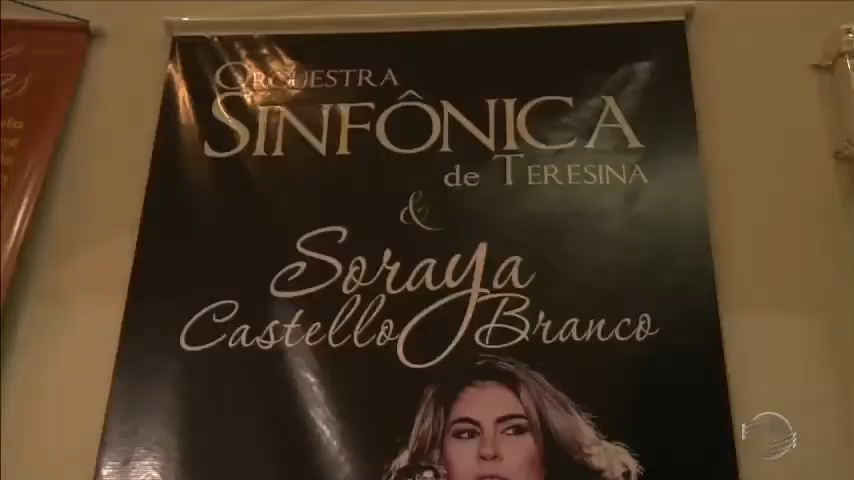 ORQUESTRA
SINFÔNICA
de TERESINA
&
Soraya
Castello Branco